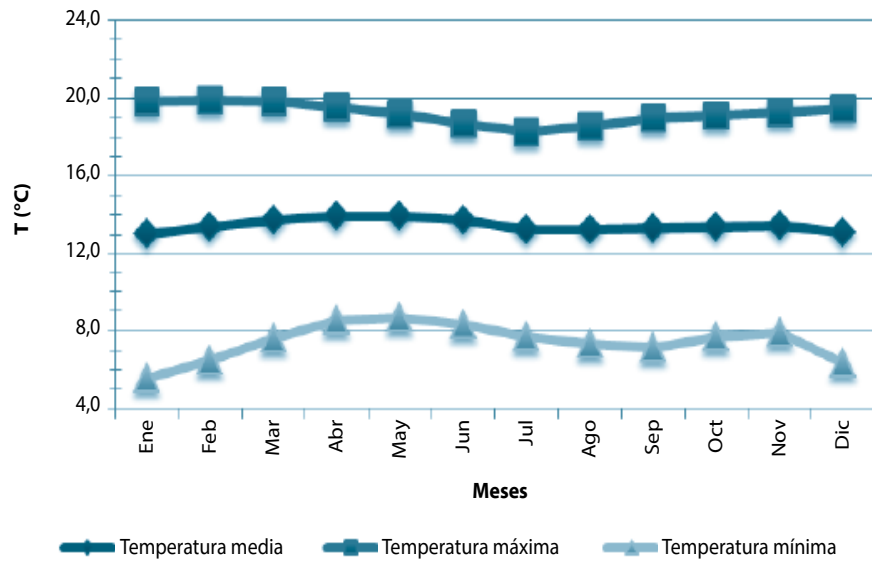 24,0
20,0
16,0
12,0
8,0
4,0
T (°C)
Ene Feb Mar Abr May Jun Jul Ago Sep Oct Nov Dic
Meses
Temperatura media Temperatura máxima Temperatura mínima